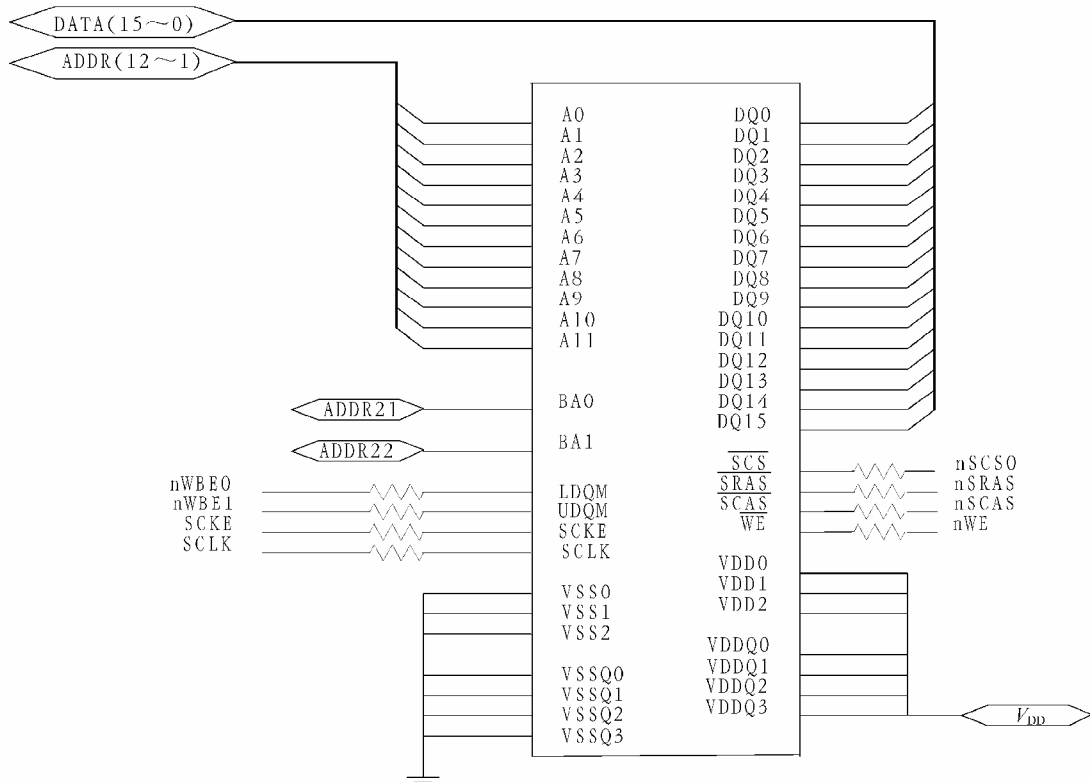 DATA(15～0)
ADDR(12～1)
A0 DQ0
A1 DQ1
A2 DQ2
A3 DQ3
A4 DQ4
A5 DQ5
A6 DQ6
A7 DQ7
A8 DQ8
A9 DQ9
A10 DQ10
A11 DQ11
DQ12
DQ13
ADDR21 BA0 DQ14
DQ15
ADDR22 BA1
SCS nSCS0
nWBE0 LDQM SRAS nSRAS
nWBE1 UDQM SCAS nSCAS
SCKE SCKE WE nWE
SCLK SCLK
VDD0
VSS0 VDD1
VSS1 VDD2
VSS2
VDDQ0
VSSQ0 VDDQ1
VSSQ1 VDDQ2
VSSQ2 VDDQ3 VDD
VSSQ3